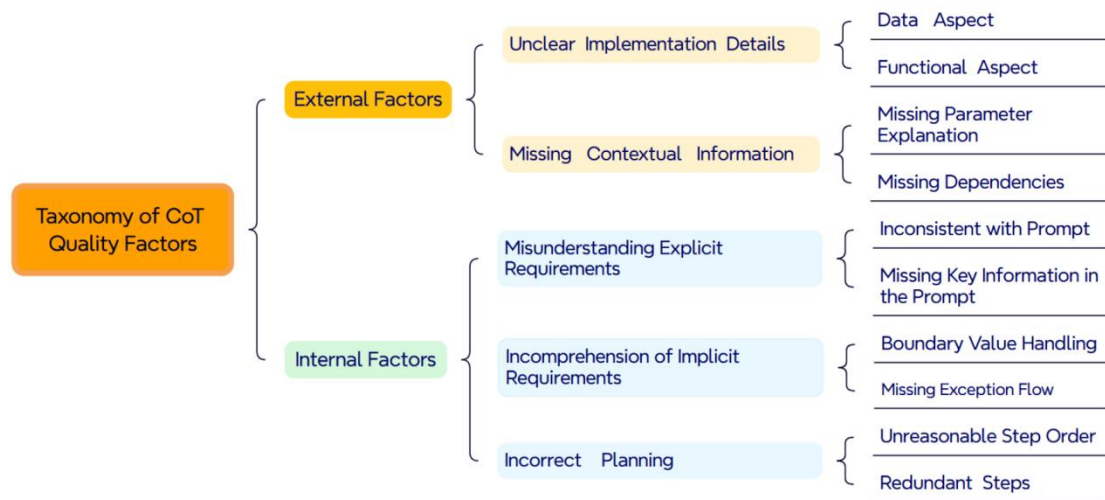 Taxonomy of CoT
Quality Factors
External Factors
Unclear Implementation Details
Data Aspect
Functional Aspect
Missing Contextual Information
Missing Parameter
Explanation
Missing Dependencies
Internal Factors
Misunderstanding Explicit
Requirements
Inconsistent with Prompt
Missing Key Information in
the Prompt
Incomprehension of Implicit
Requirements
Boundary Value Handling
Missing Exception Flow
Incorrect Planning
Unreasonable Step Order
Redundant Steps